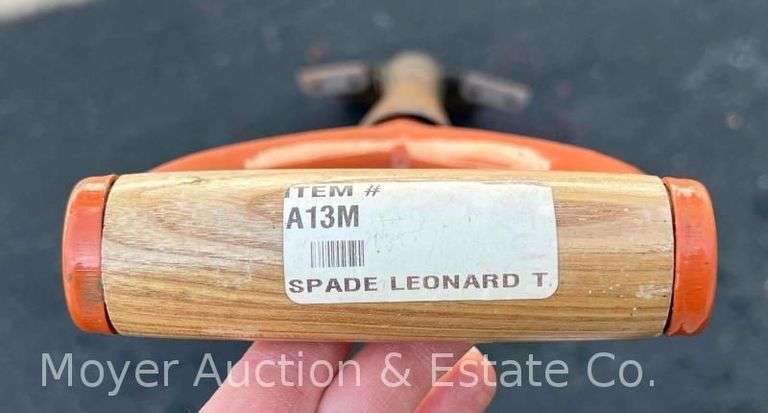 ITEM #
A13M
SPADE LEONARD T.
Moyer Auction & Estate Co.